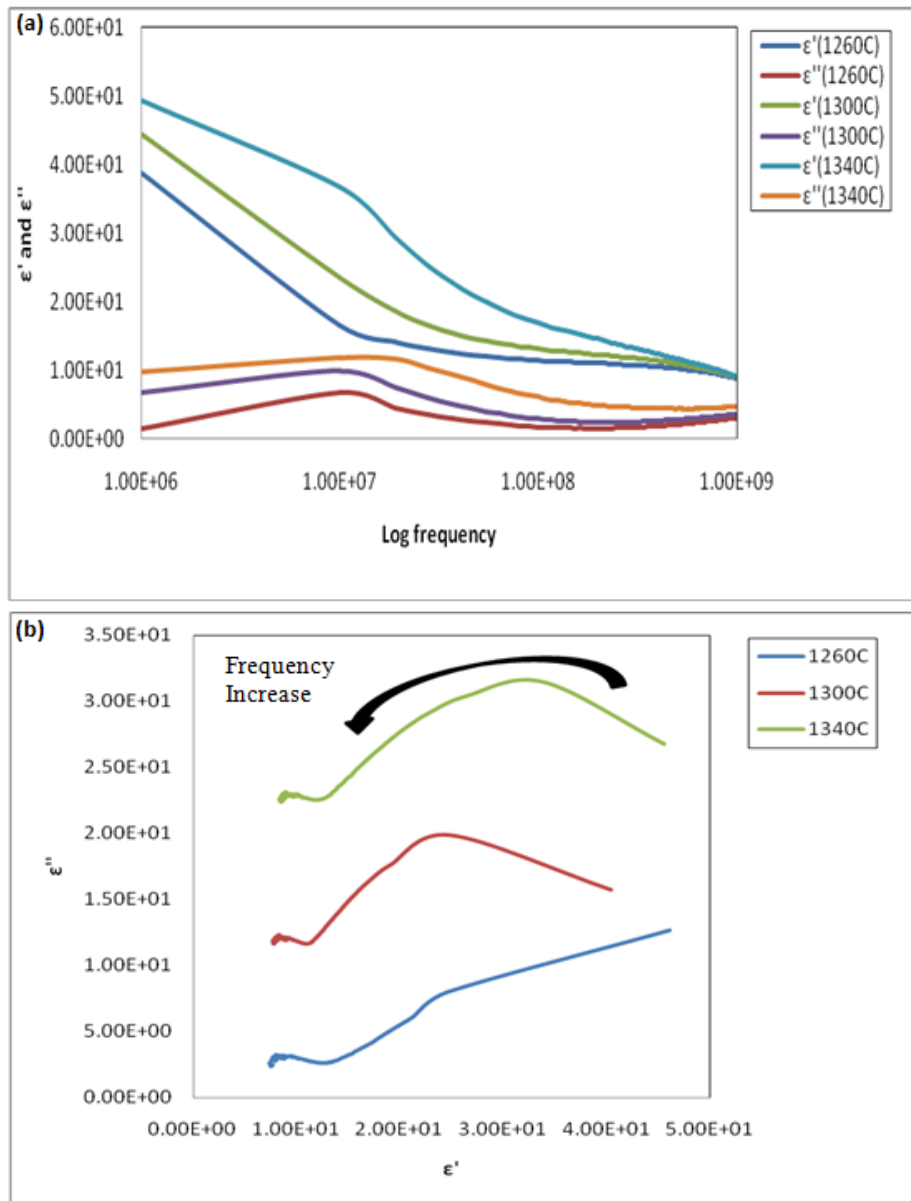 (a)
6.00E+01
5.00E+01
4.00E+01
3.00E+01
2.00E+01
1.00E+01
0.00E+00
ε' and ε''
1.00E+06 1.00E+07 1.00E+08 1.00E+09
Log frequency
ε'(1260C)
ε''(1260C)
ε'(1300C)
ε''(1300C)
ε'(1340C)
ε''(1340C)
(b)
3.50E+01
3.00E+01
2.50E+01
2.00E+01
1.50E+01
1.00E+01
5.00E+00
0.00E+00
ε''
Frequency
Increase
0.00E+00 1.00E+01 2.00E+01 3.00E+01 4.00E+01 5.00E+01
ε'
1260C
1300C
1340C